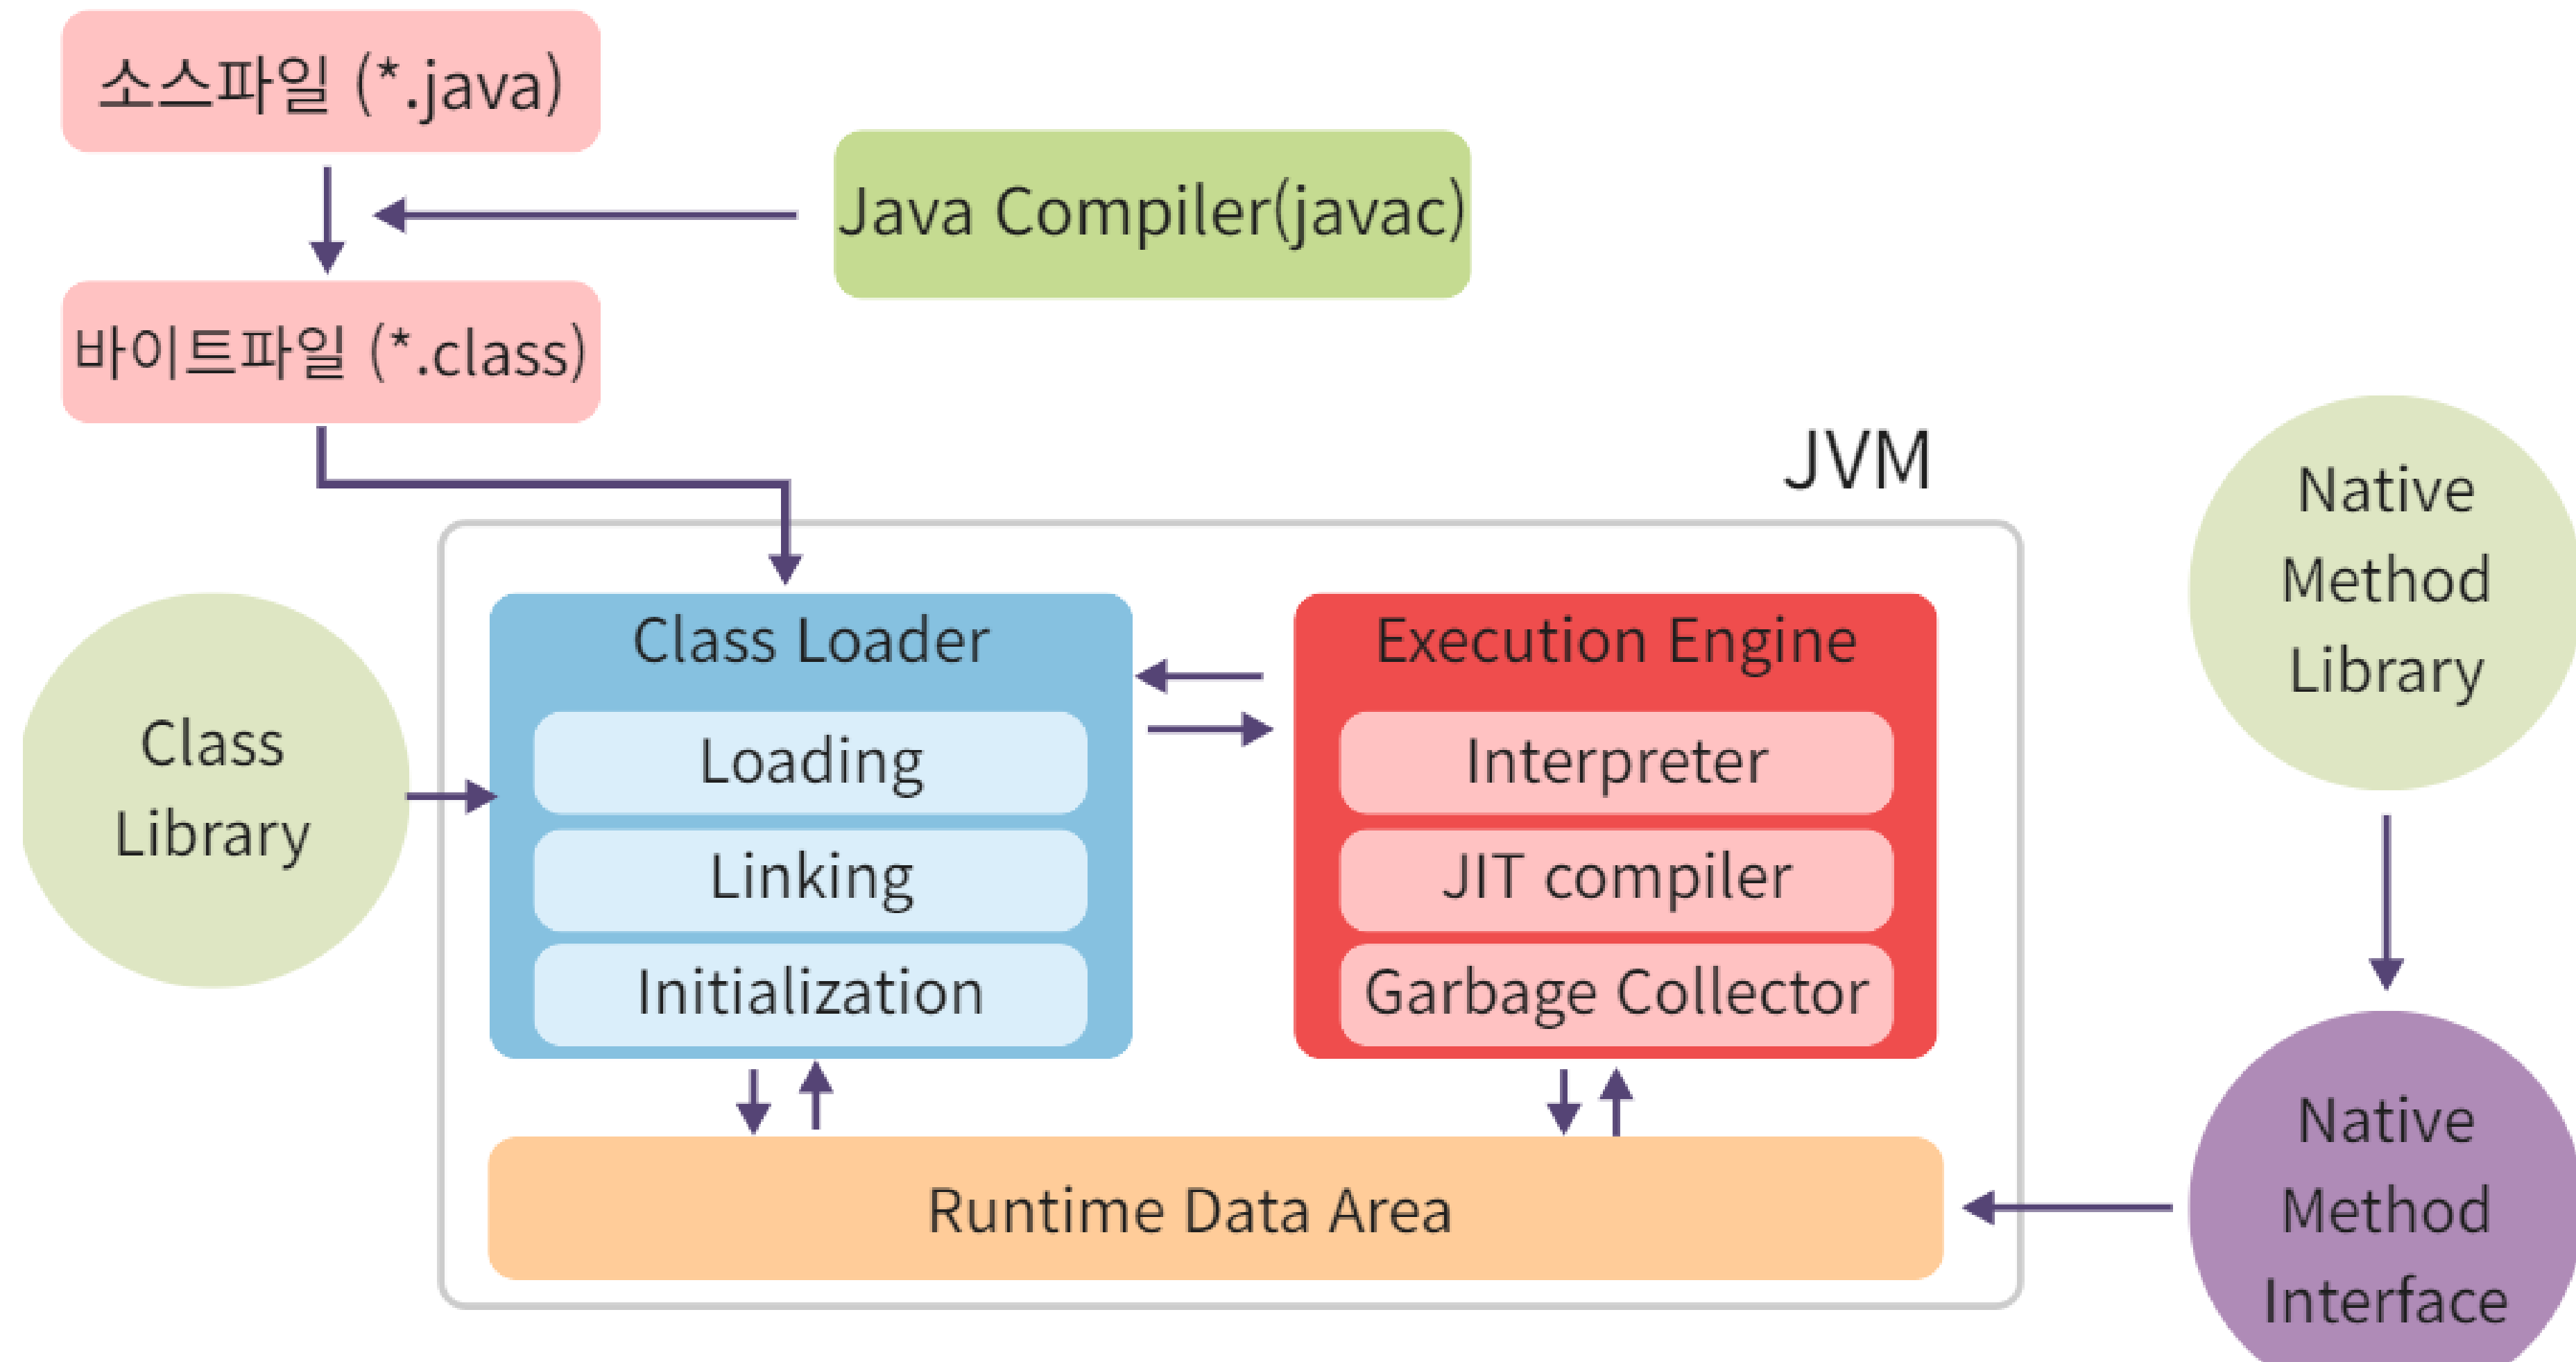 소스파일 (*.java)
Java Compiler(javac)
바이트파일 (*.class)
JVM
Class
Library
Class Loader
Loading
Linking
Initialization
Execution Engine
Interpreter
JIT compiler
Garbage Collector
Runtime Data Area
Native
Method
Library
Native
Method
Interface